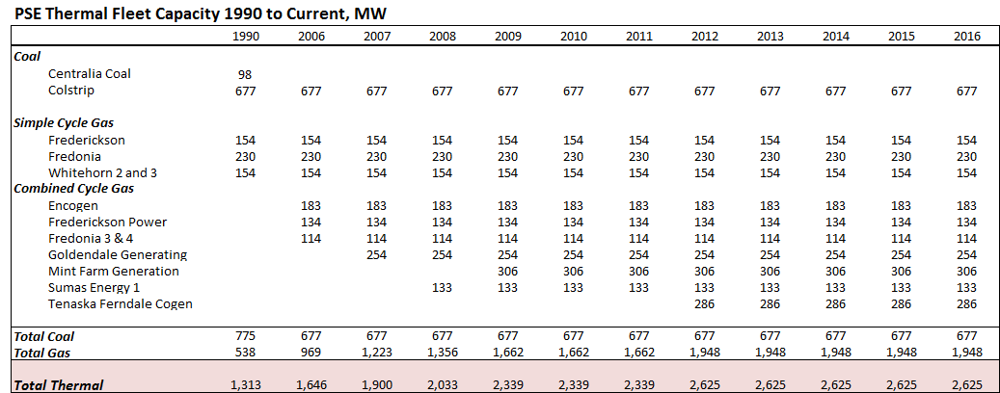 PSE Thermal Fleet Capacity 1990 to Current, MW
1990 2006 2007 2008 2009 2010 2011 2012 2013 2014 2015 2016
Coal
Centralia Coal 98
Colstrip 677 677 677 677 677 677 677 677 677 677 677 677
Simple Cycle Gas
Frederickson 154 154 154 154 154 154 154 154 154 154 154 154
Fredonia 230 230 230 230 230 230 230 230 230 230 230 230
Whitehorn 2 and 3 154 154 154 154 154 154 154 154 154 154 154 154
Combined Cycle Gas
Encogen 183 183 183 183 183 183 183 183 183 183 183
Frederickson Power 134 134 134 134 134 134 134 134 134 134 134
Fredonia 3 & 4 114 114 114 114 114 114 114 114 114 114 114
Goldendale Generating 254 254 254 254 254 254 254 254 254 254
Mint Farm Generation 306 306 306 306 306 306 306 306
Sumas Energy 1 133 133 133 133 133 133 133 133 133
Tenaska Ferndale Cogen 286 286 286 286 286
Total Coal 775 677 677 677 677 677 677 677 677 677 677 677
Total Gas 538 969 1,223 1,356 1,662 1,662 1,662 1,948 1,948 1,948 1,948 1,948
Total Thermal 1,313 1,646 1,900 2,033 2,339 2,339 2,339 2,625 2,625 2,625 2,625 2,625